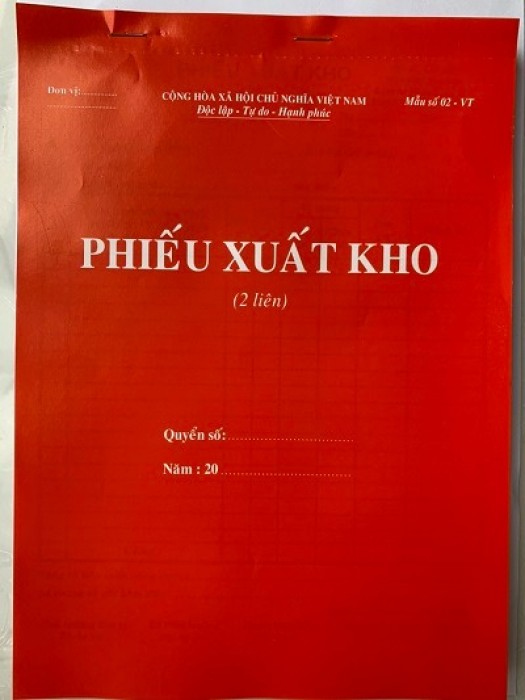 Đơn vị:............
CỘNG HÒA XÃ HỘI CHỦ NGHĨA VIỆT NAM
Mẫu số 02 - VT
Độc lập - Tự do - Hạnh phúc
PHIẾU XUẤT KHO
(2 liên)
Quyển số:................................
Năm : 20.................................